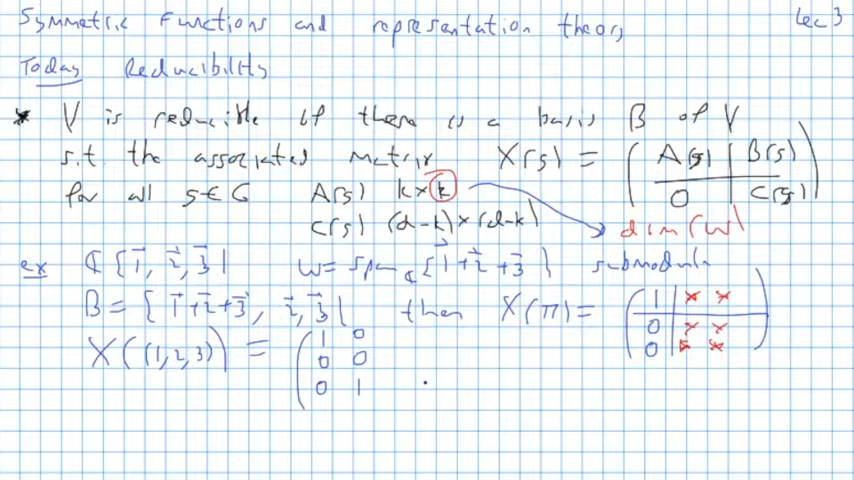 Symmetric Functions and representation theory Lec 3
Today Reducibility
* V is reducible if there is a basis B of V
s.t. the associated matrix X(g) = ( A(g) | B(g)
0 | C(g) )
for all g ∈ G A(g) k×k
C(g) (d-k)×(d-k) dim(W)
ex ℂ{1⃗, 2⃗, 3⃗} W = span_ℂ{1⃗+2⃗+3⃗} submodule
B = {1⃗+2⃗+3⃗, 2⃗, 3⃗} then X(π) = ( 1 | × ×
0 | × ×
0 | × × )
X((1,2,3)) = ( 1 0
0 0
0 1